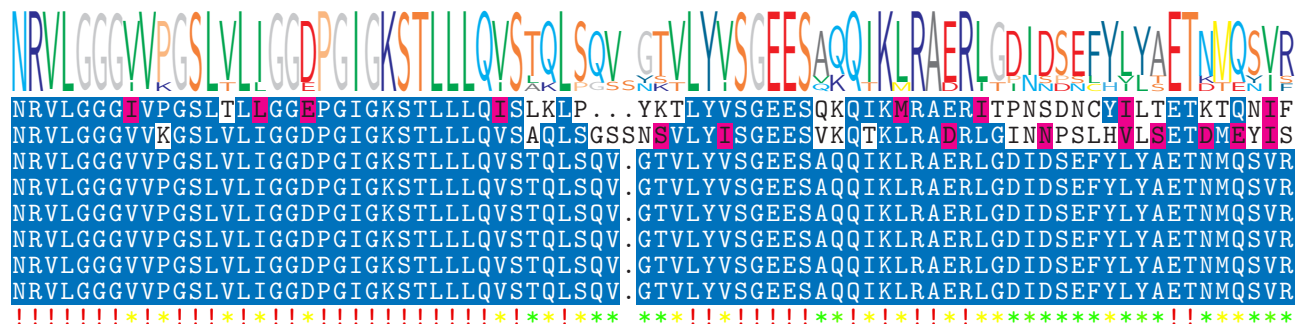 NRVLGGGVVPGSLVLIGGDPGIGKSTLLLQVSTQLSQV GTVLYVSGEESAQQIKLRAERLGDIDSEFYLYAETNMQSVR
NRVLGGGIVPGSLTLLGGEPGIGKSTLLLQISLKLP...YKTLYVSGEESQKQIKMRAERITPNSDNCYILTETKTQNIF
NRVLGGGVVKGSLVLIGGDPGIGKSTLLLQVSAQLSGSSNSVLYISGEESVKQTKLRADRLGINNPSLHVLSETDMEYIS
NRVLGGGVVPGSLVLIGGDPGIGKSTLLLQVSTQLSQV.GTVLYVSGEESAQQIKLRAERLGDIDSEFYLYAETNMQSVR
NRVLGGGVVPGSLVLIGGDPGIGKSTLLLQVSTQLSQV.GTVLYVSGEESAQQIKLRAERLGDIDSEFYLYAETNMQSVR
NRVLGGGVVPGSLVLIGGDPGIGKSTLLLQVSTQLSQV.GTVLYVSGEESAQQIKLRAERLGDIDSEFYLYAETNMQSVR
NRVLGGGVVPGSLVLIGGDPGIGKSTLLLQVSTQLSQV.GTVLYVSGEESAQQIKLRAERLGDIDSEFYLYAETNMQSVR
NRVLGGGVVPGSLVLIGGDPGIGKSTLLLQVSTQLSQV.GTVLYVSGEESAQQIKLRAERLGDIDSEFYLYAETNMQSVR
NRVLGGGVVPGSLVLIGGDPGIGKSTLLLQVSTQLSQV.GTVLYVSGEESAQQIKLRAERLGDIDSEFYLYAETNMQSVR
!!!!!!!*!*!!!*!*!!*!!!!!!!!!!!*!**!*** ***!!*!!!!!**!*!*!!*!************!!******